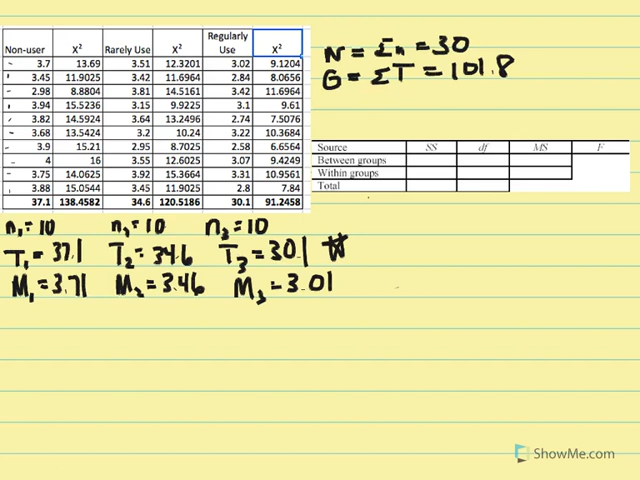 Non-user X² Rarely Use X² Regularly Use X²
3.7 13.69 3.51 12.3201 3.02 9.1204
3.45 11.9025 3.42 11.6964 2.84 8.0656
2.98 8.8804 3.81 14.5161 3.42 11.6964
3.94 15.5236 3.15 9.9225 3.1 9.61
3.82 14.5924 3.64 13.2496 2.74 7.5076
3.68 13.5424 3.2 10.24 3.22 10.3684
3.9 15.21 2.95 8.7025 2.58 6.6564
4 16 3.55 12.6025 3.07 9.4249
3.75 14.0625 3.92 15.3664 3.31 10.9561
3.88 15.0544 3.45 11.9025 2.8 7.84
37.1 138.4582 34.6 120.5186 30.1 91.2458
N = Σn = 30
G = ΣT = 101.8
Source SS df MS F
Between groups
Within groups
Total
n₁=10 n₁=10 n₃=10
T₁=37.1 T₂=34.6 T₃=30.1
M₁=3.71 M₂=3.46 M₃=3.01
ShowMe.com